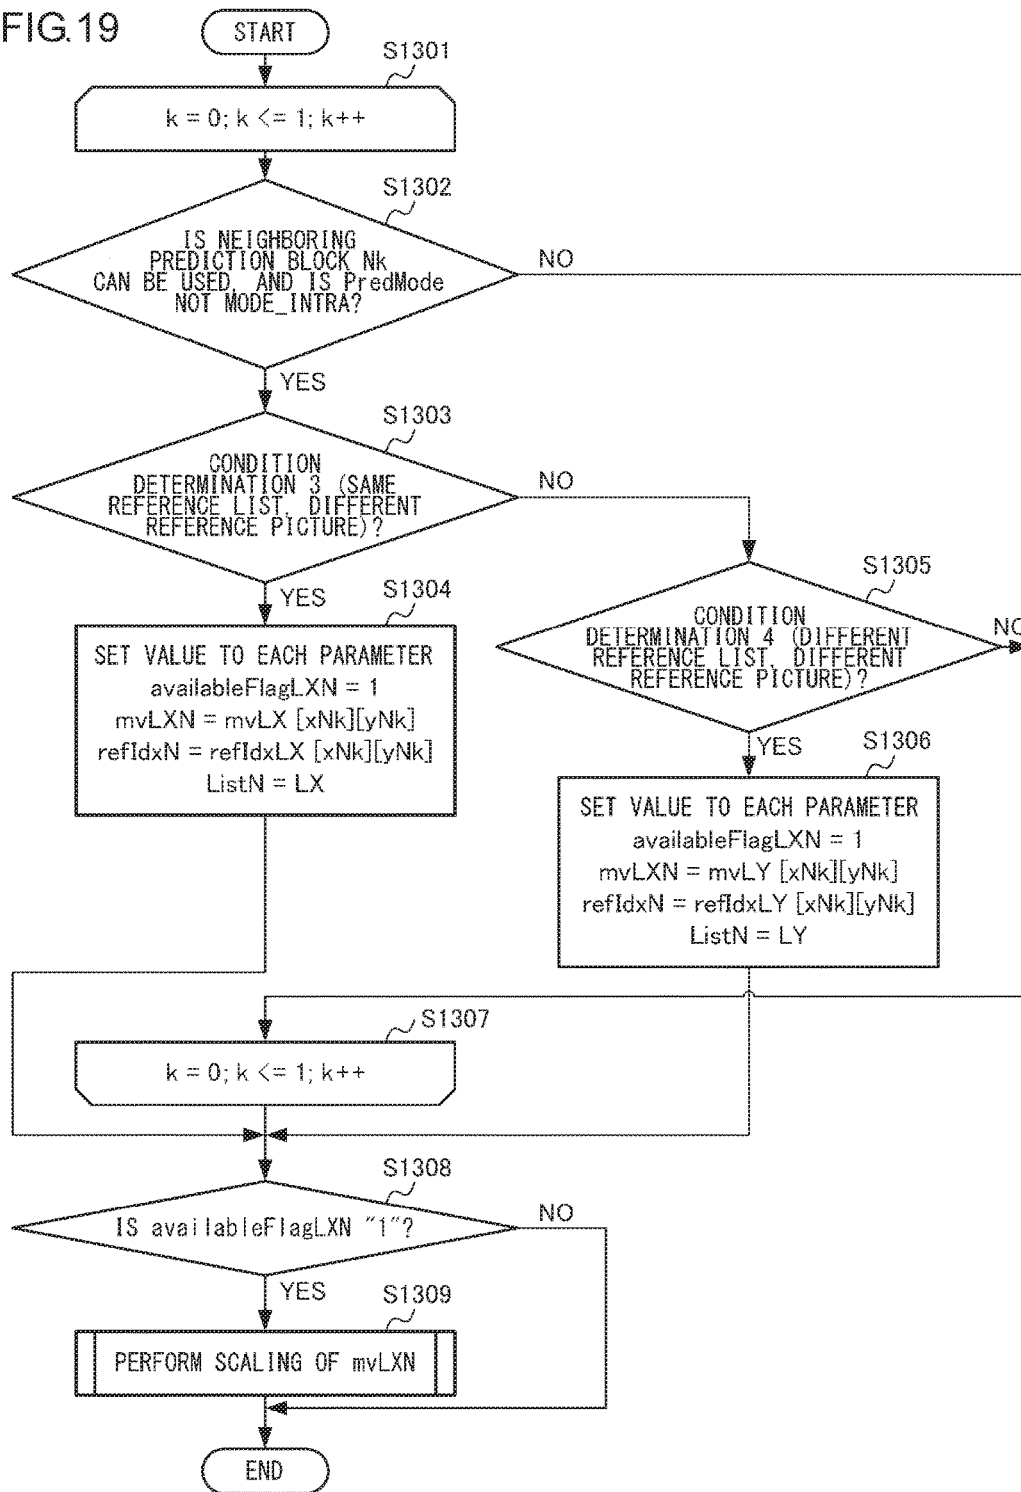 FIG.19
START
S1301
k = 0; k <= 1; k++
S1302
IS NEIGHBORING
PREDICTION BLOCK Nk
CAN BE USED, AND IS PredMode
NOT MODE_INTRA?
NO
YES
S1303
CONDITION
DETERMINATION 3 (SAME
REFERENCE LIST, DIFFERENT
REFERENCE PICTURE)?
NO
YES
S1304
SET VALUE TO EACH PARAMETER
availableFlagLXN = 1
mvLXN = mvLX [xNk][yNk]
refIdxN = refIdxLX [xNk][yNk]
ListN = LX
S1305
CONDITION
DETERMINATION 4 (DIFFERENT
REFERENCE LIST, DIFFERENT
REFERENCE PICTURE)?
NO
YES
S1306
SET VALUE TO EACH PARAMETER
availableFlagLXN = 1
mvLXN = mvLY [xNk][yNk]
refIdxN = refIdxLY [xNk][yNk]
ListN = LY
S1307
k = 0; k <= 1; k++
S1308
IS availableFlagLXN "1"?
NO
YES
S1309
PERFORM SCALING OF mvLXN
END